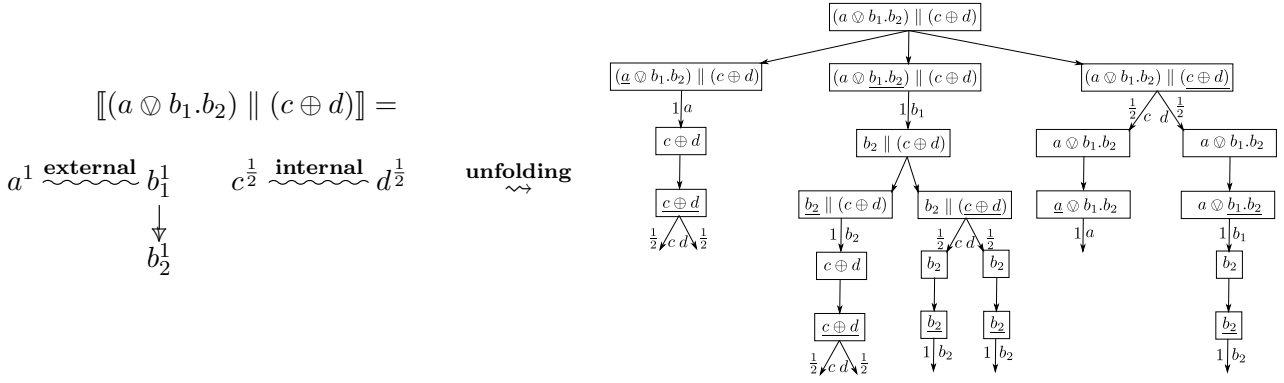 (a ⦶ b₁.b₂) ∥ (c ⊕ d)
(a̲ ⦶ b₁.b₂) ∥ (c ⊕ d) (a ⦶ b̲₁̲.̲b̲₂̲) ∥ (c ⊕ d) (a ⦶ b₁.b₂) ∥ (c̲ ̲⊕̲ ̲d̲)
⟦(a ⦶ b₁.b₂) ∥ (c ⊕ d)⟧ =
1 a 1 b₁ ½ c d ½
c ⊕ d b₂ ∥ (c ⊕ d) a ⦶ b₁.b₂ a ⦶ b₁.b₂
a¹ external b₁¹ c^½ internal d^½ unfolding
c̲ ̲⊕̲ ̲d̲ b̲₂̲ ∥ (c ⊕ d) b₂ ∥ (c̲ ̲⊕̲ ̲d̲) a̲ ⦶ b₁.b₂ a ⦶ b̲₁̲.̲b̲₂̲
½ c d ½ 1 b₂ ½ c d ½ 1 a 1 b₁
b₂¹
c ⊕ d b₂ b₂ b₂
c̲ ̲⊕̲ ̲d̲ b̲₂̲ b̲₂̲ b̲₂̲
½ c d ½ 1 b₂ 1 b₂ 1 b₂